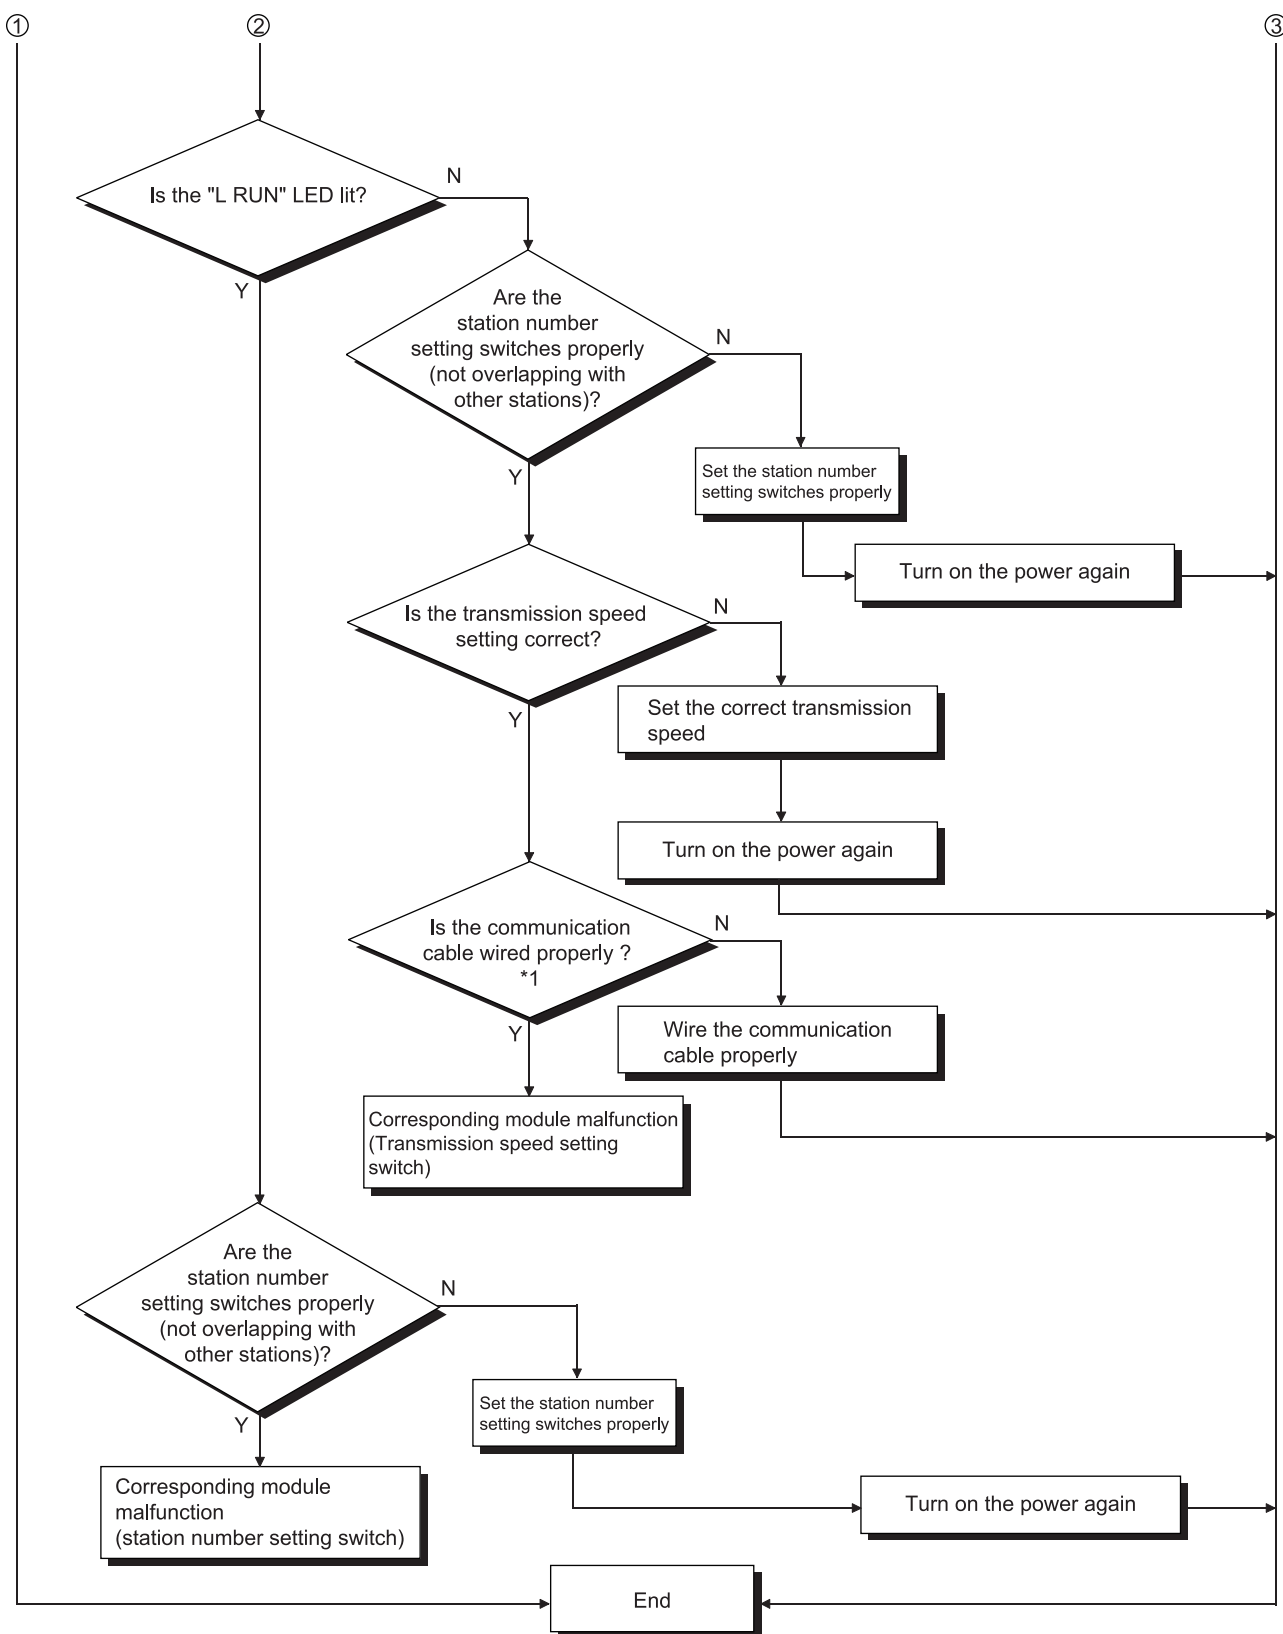 ① ② ③
Is the "L RUN" LED lit?
N
Y
Are the
station number
setting switches properly
(not overlapping with
other stations)?
N
Y
Set the station number
setting switches properly
Turn on the power again
Is the transmission speed
setting correct?
N
Y
Set the correct transmission
speed
Turn on the power again
Is the communication
cable wired properly ?
*1
N
Y
Wire the communication
cable properly
Corresponding module malfunction
(Transmission speed setting
switch)
Are the
station number
setting switches properly
(not overlapping with
other stations)?
N
Y
Set the station number
setting switches properly
Corresponding module
malfunction
(station number setting switch)
Turn on the power again
End